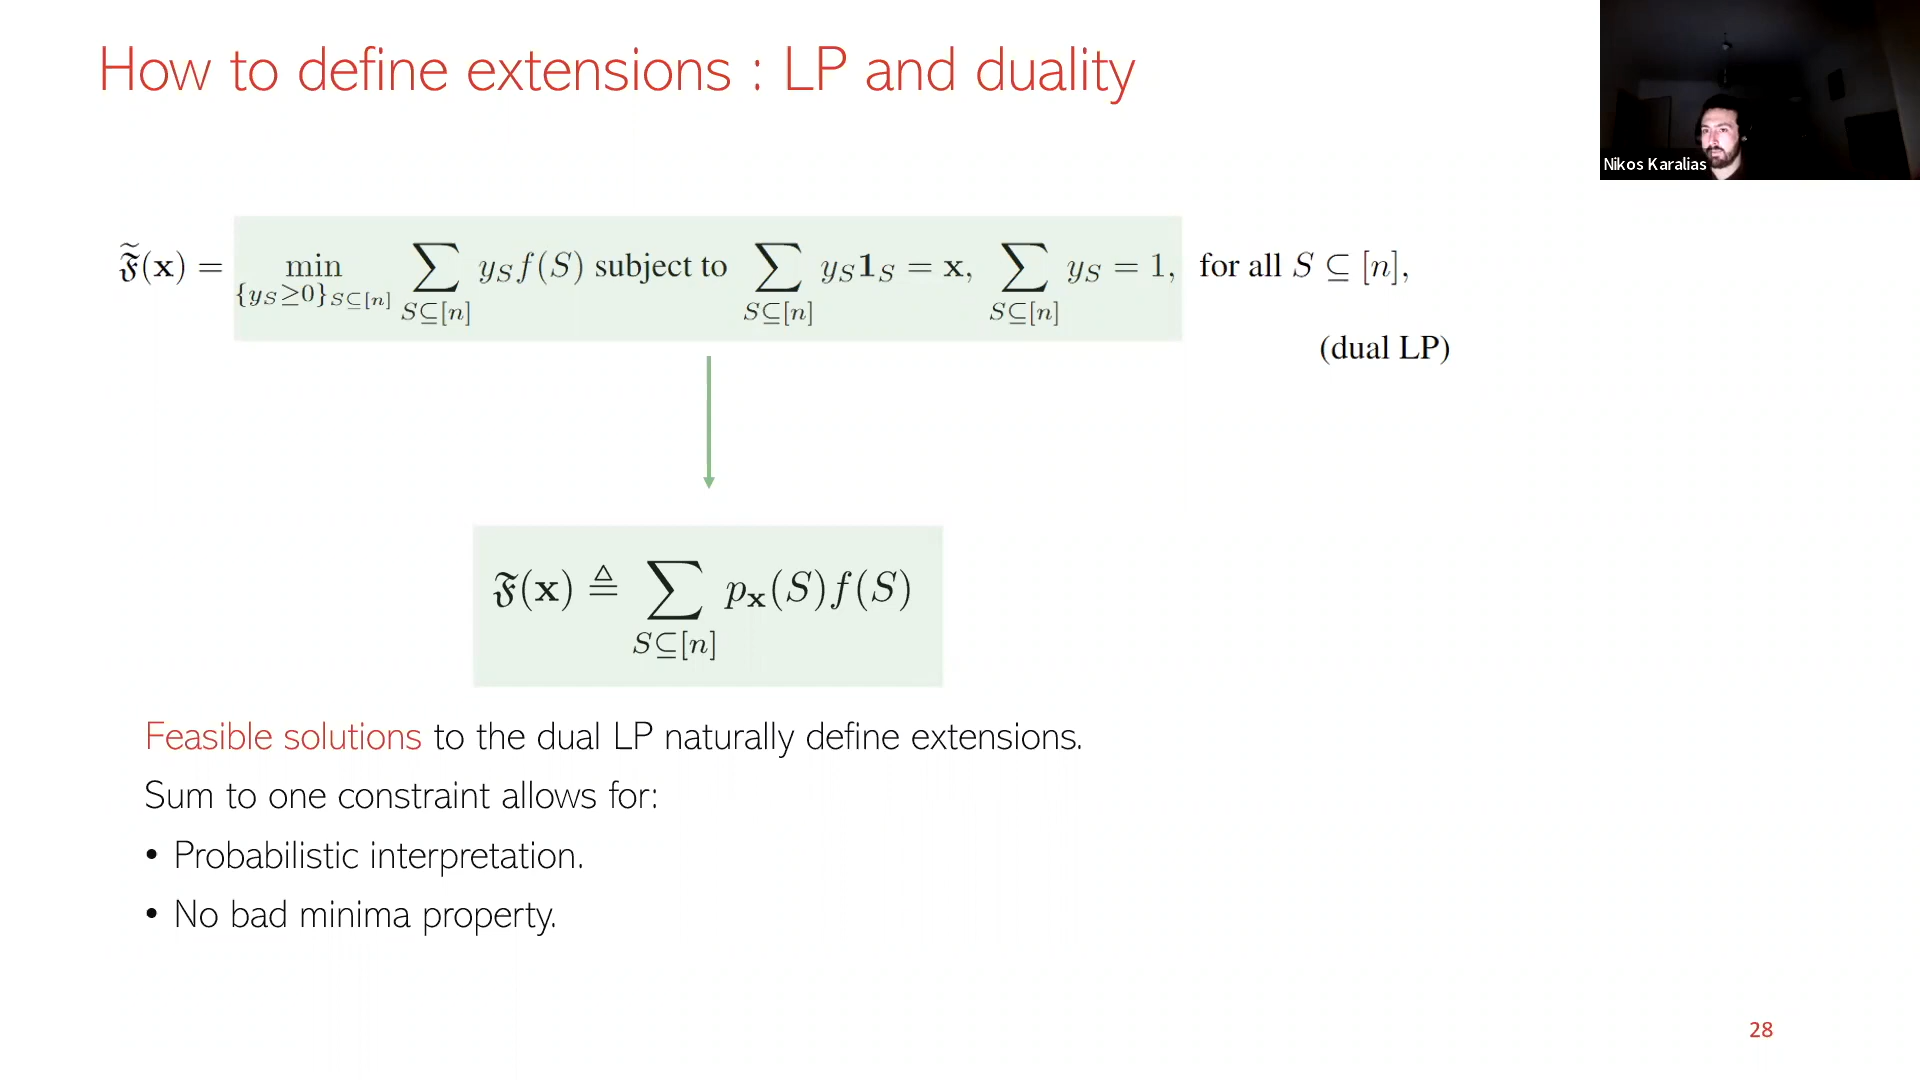 How to define extensions : LP and duality
Nikos Karalias
𝔉̃(𝐱) = min_{{y_S≥0}_{S⊆[n]}} ∑_{S⊆[n]} y_S f(S) subject to ∑_{S⊆[n]} y_S 𝟏_S = 𝐱, ∑_{S⊆[n]} y_S = 1, for all S ⊆ [n],
(dual LP)
𝔉(𝐱) ≜ ∑_{S⊆[n]} p_𝐱(S) f(S)
Feasible solutions to the dual LP naturally define extensions.
Sum to one constraint allows for:
• Probabilistic interpretation.
• No bad minima property.
28